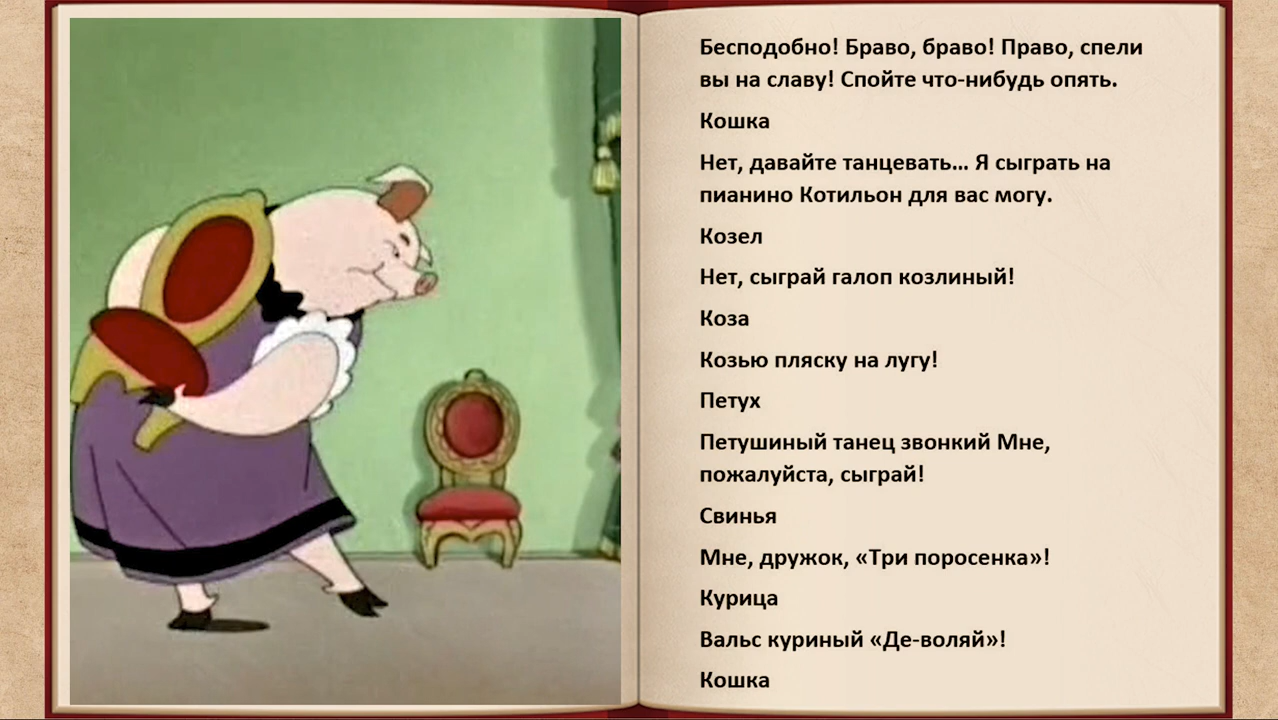 Бесподобно! Браво, браво! Право, спели
вы на славу! Спойте что-нибудь опять.
Кошка
Нет, давайте танцевать… Я сыграть на
пианино Котильон для вас могу.
Козел
Нет, сыграй галоп козлиный!
Коза
Козью пляску на лугу!
Петух
Петушиный танец звонкий Мне,
пожалуйста, сыграй!
Свинья
Мне, дружок, «Три поросенка»!
Курица
Вальс куриный «Де-воляй»!
Кошка